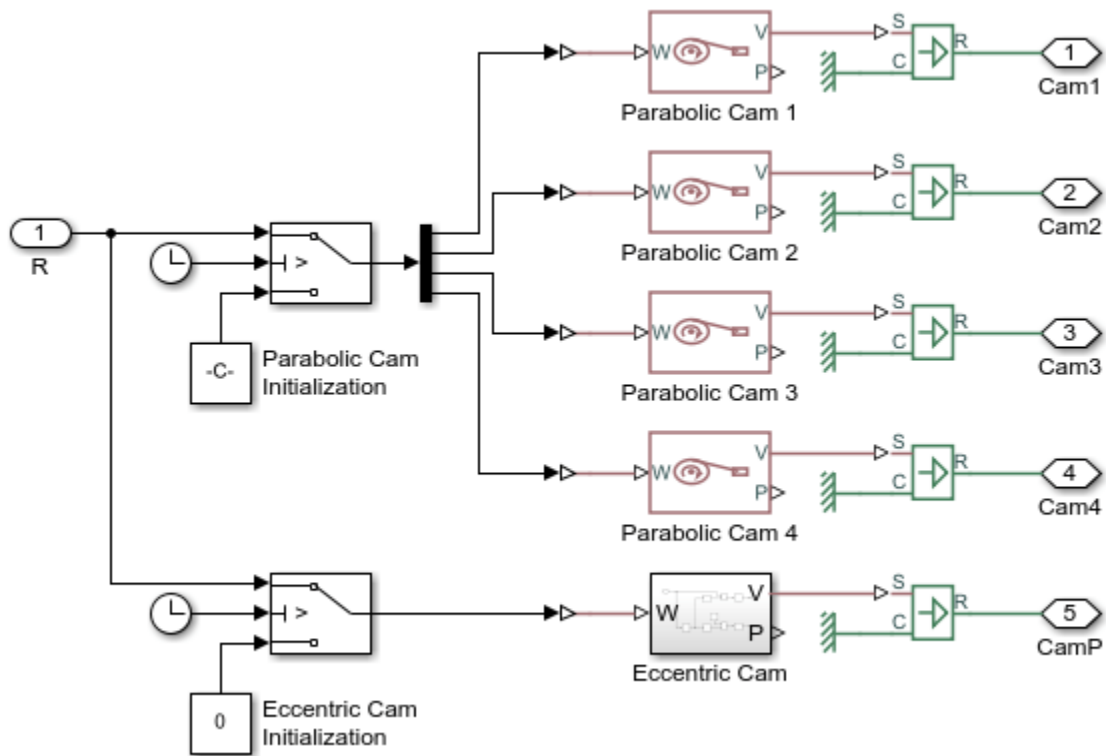 V
S
W
R
1
P
C
Cam1
Parabolic Cam 1
V
S
W
R
2
P
C
Cam2
Parabolic Cam 2
1
R
>
V
S
W
R
3
P
C
Cam3
Parabolic Cam 3
-C-
Parabolic Cam
Initialization
V
S
W
R
4
P
C
Cam4
Parabolic Cam 4
>
V
S
W
R
5
P
C
CamP
Eccentric Cam
0
Eccentric Cam
Initialization